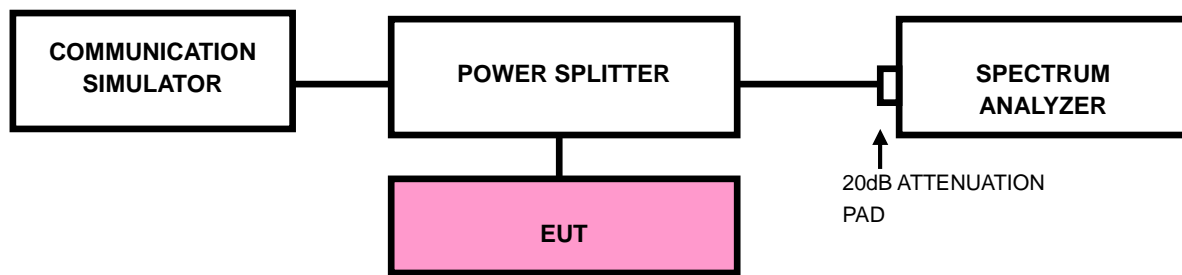 COMMUNICATION
SIMULATOR
POWER SPLITTER
SPECTRUM
ANALYZER
20dB ATTENUATION
PAD
EUT